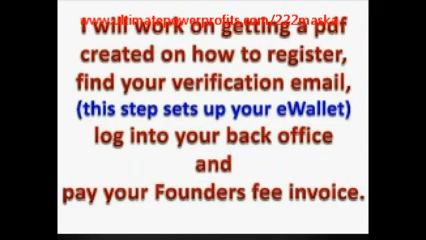 www.ultimatepowerprofits.com/222maska
I will work on getting a pdf
created on how to register,
find your verification email,
(this step sets up your eWallet)
log into your back office
and
pay your Founders fee invoice.